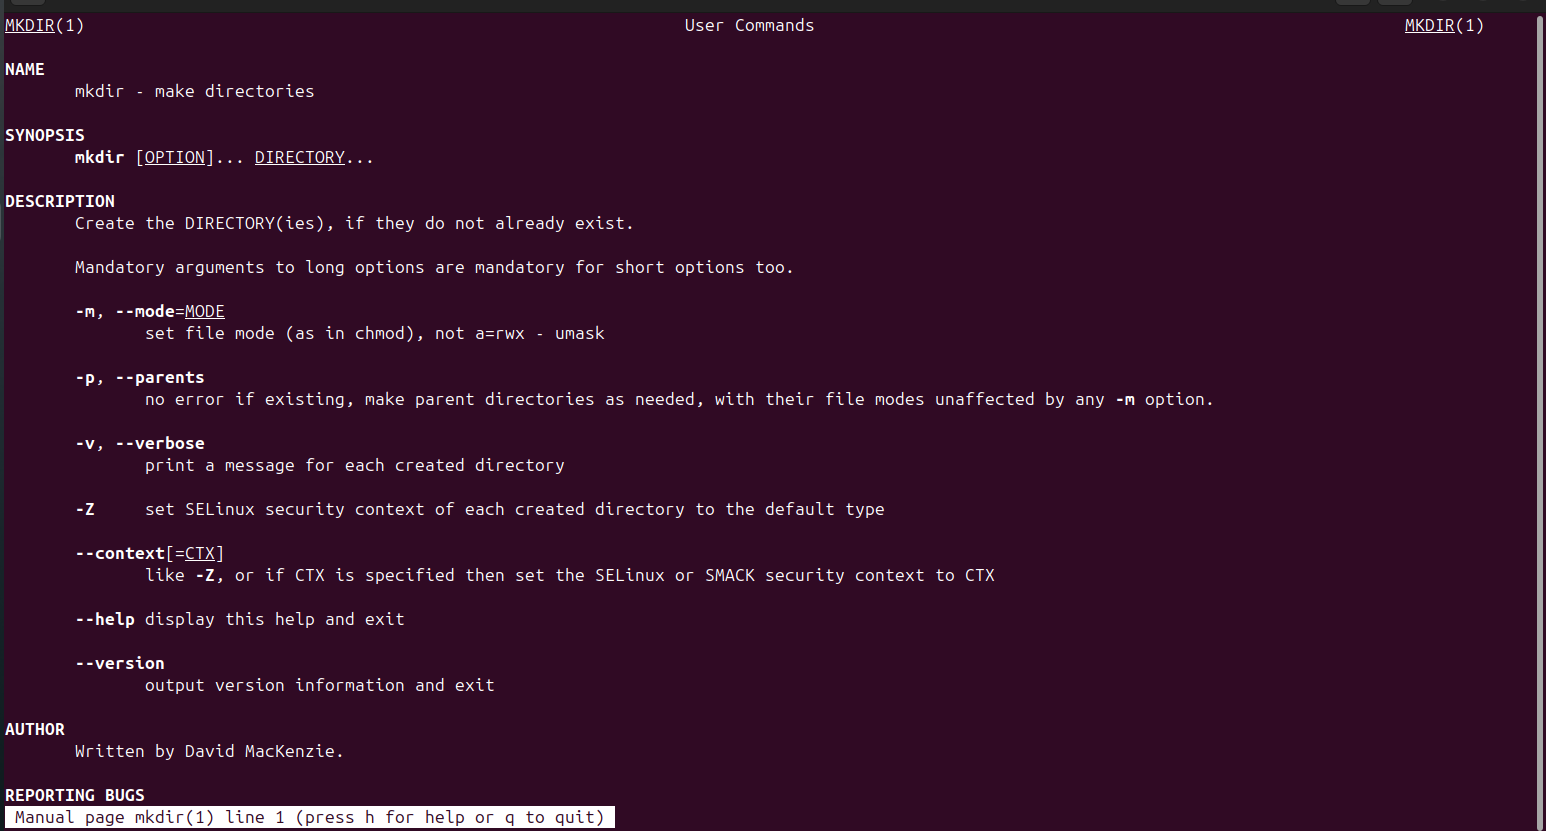 MKDIR(1) User Commands MKDIR(1)
NAME
mkdir - make directories
SYNOPSIS
mkdir [OPTION]... DIRECTORY...
DESCRIPTION
Create the DIRECTORY(ies), if they do not already exist.
Mandatory arguments to long options are mandatory for short options too.
-m, --mode=MODE
set file mode (as in chmod), not a=rwx - umask
-p, --parents
no error if existing, make parent directories as needed, with their file modes unaffected by any -m option.
-v, --verbose
print a message for each created directory
-Z set SELinux security context of each created directory to the default type
--context[=CTX]
like -Z, or if CTX is specified then set the SELinux or SMACK security context to CTX
--help display this help and exit
--version
output version information and exit
AUTHOR
Written by David MacKenzie.
REPORTING BUGS
Manual page mkdir(1) line 1 (press h for help or q to quit)